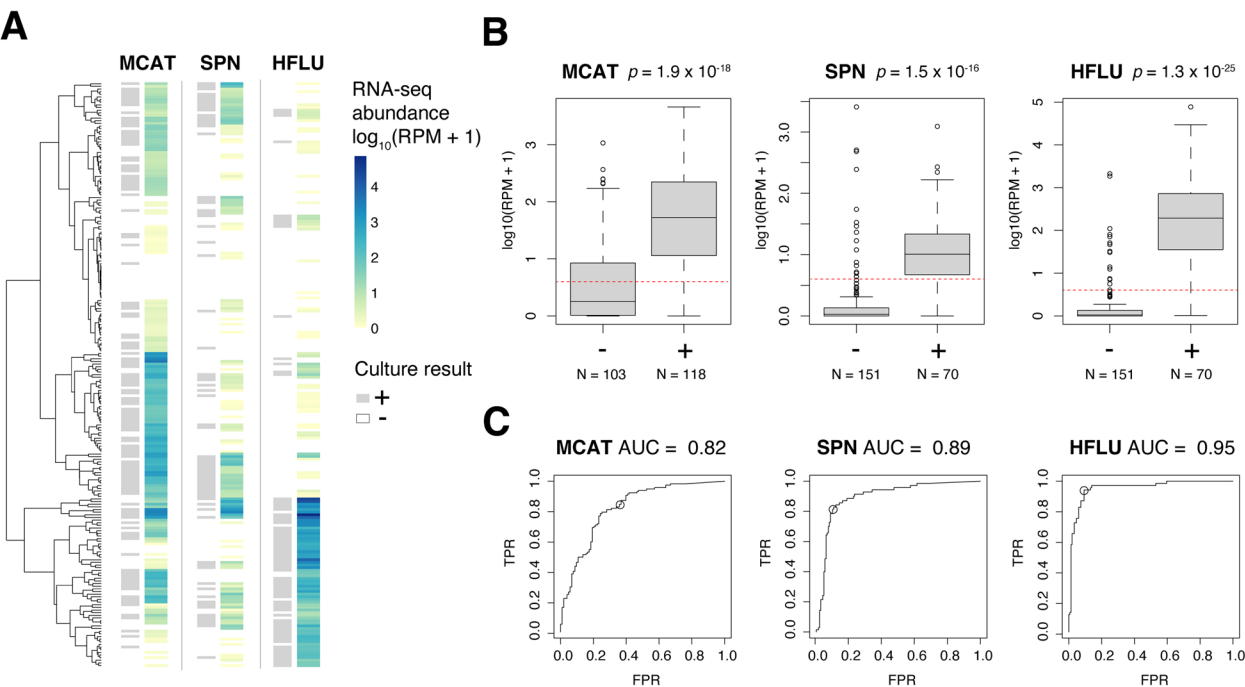 A
MCAT SPN HFLU
RNA-seq
abundance
log10(RPM + 1)
4
3
2
1
0
Culture result
+
-
B
MCAT p = 1.9 x 10-18
log10(RPM + 1)
3
2
1
0
- +
N = 103 N = 118
SPN p = 1.5 x 10-16
log10(RPM + 1)
3.0
2.0
1.0
0.0
- +
N = 151 N = 70
HFLU p = 1.3 x 10-25
log10(RPM + 1)
5
4
3
2
1
0
- +
N = 151 N = 70
C
MCAT AUC = 0.82
TPR
1.0
0.8
0.6
0.4
0.2
0.0
0.0 0.2 0.4 0.6 0.8 1.0
FPR
SPN AUC = 0.89
TPR
1.0
0.8
0.6
0.4
0.2
0.0
0.0 0.2 0.4 0.6 0.8 1.0
FPR
HFLU AUC = 0.95
TPR
1.0
0.8
0.6
0.4
0.2
0.0
0.0 0.2 0.4 0.6 0.8 1.0
FPR